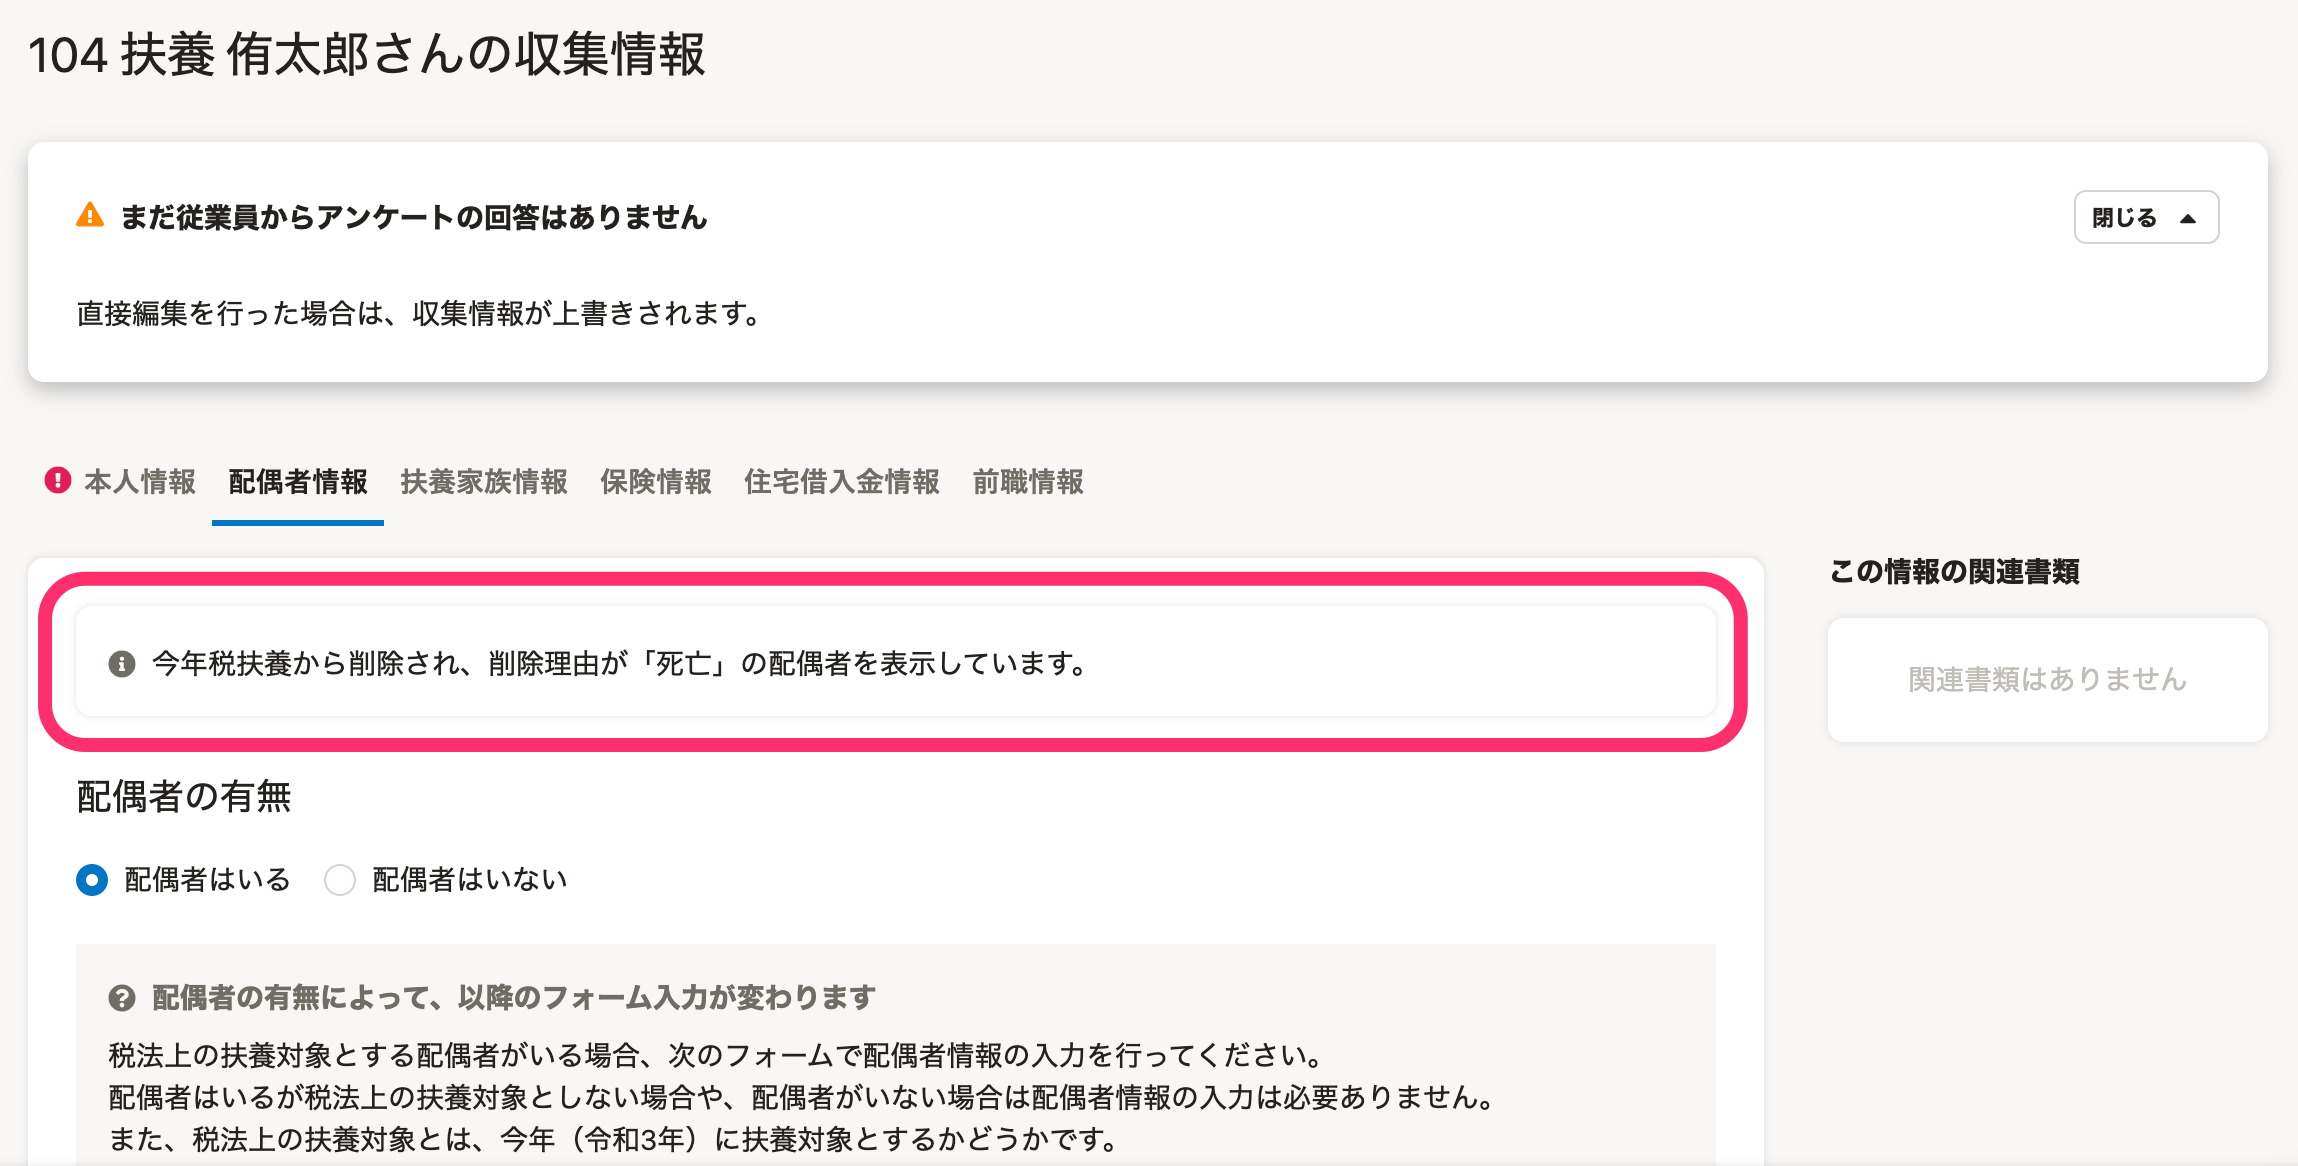 104 扶養 侑太郎さんの収集情報
まだ従業員からアンケートの回答はありません
閉じる
直接編集を行った場合は、収集情報が上書きされます。
本人情報 配偶者情報 扶養家族情報 保険情報 住宅借入金情報 前職情報
今年税扶養から削除され、削除理由が「死亡」の配偶者を表示しています。
この情報の関連書類
関連書類はありません
配偶者の有無
配偶者はいる 配偶者はいない
配偶者の有無によって、以降のフォーム入力が変わります
税法上の扶養対象とする配偶者がいる場合、次のフォームで配偶者情報の入力を行ってください。
配偶者はいるが税法上の扶養対象としない場合や、配偶者がいない場合は配偶者情報の入力は必要ありません。
また、税法上の扶養対象とは、今年（令和3年）に扶養対象とするかどうかです。